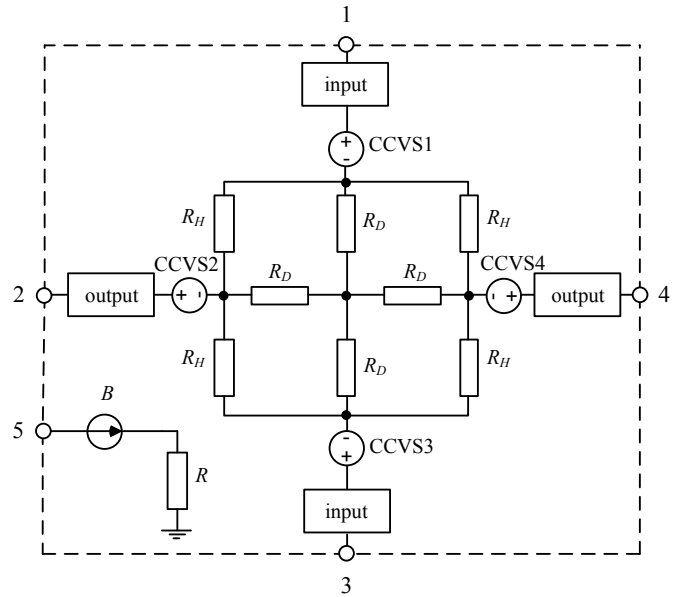 1
input
+
-
CCVS1
R_H
R_D
R_H
CCVS2
R_D
R_D
CCVS4
2
output
+ -
- +
output
4
R_H
R_D
R_H
B
5
-
+
CCVS3
R
input
3